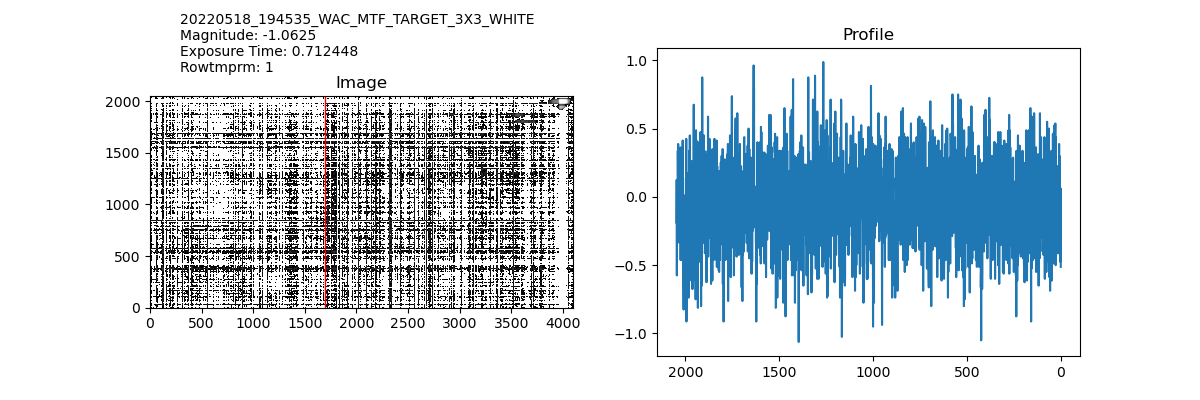 20220518_194535_WAC_MTF_TARGET_3X3_WHITE
Magnitude: -1.0625
Exposure Time: 0.712448
Rowtmprm: 1
Image
2000
1500
1000
500
0
0 500 1000 1500 2000 2500 3000 3500 4000
Profile
1.0
0.5
0.0
−0.5
−1.0
2000 1500 1000 500 0